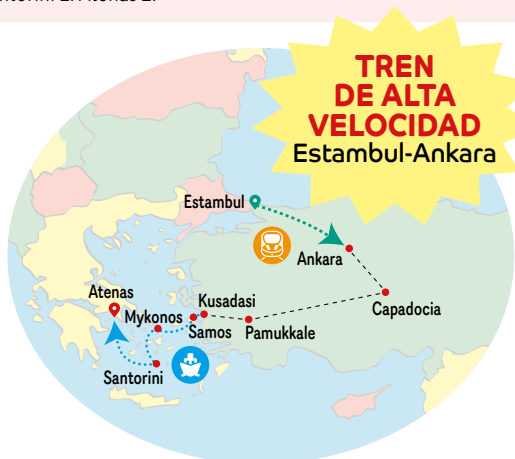 TREN
DE ALTA
VELOCIDAD
Estambul-Ankara
Estambul
Ankara
Atenas
Kusadasi
Capadocia
Mykonos
Samos
Pamukkale
Santorini